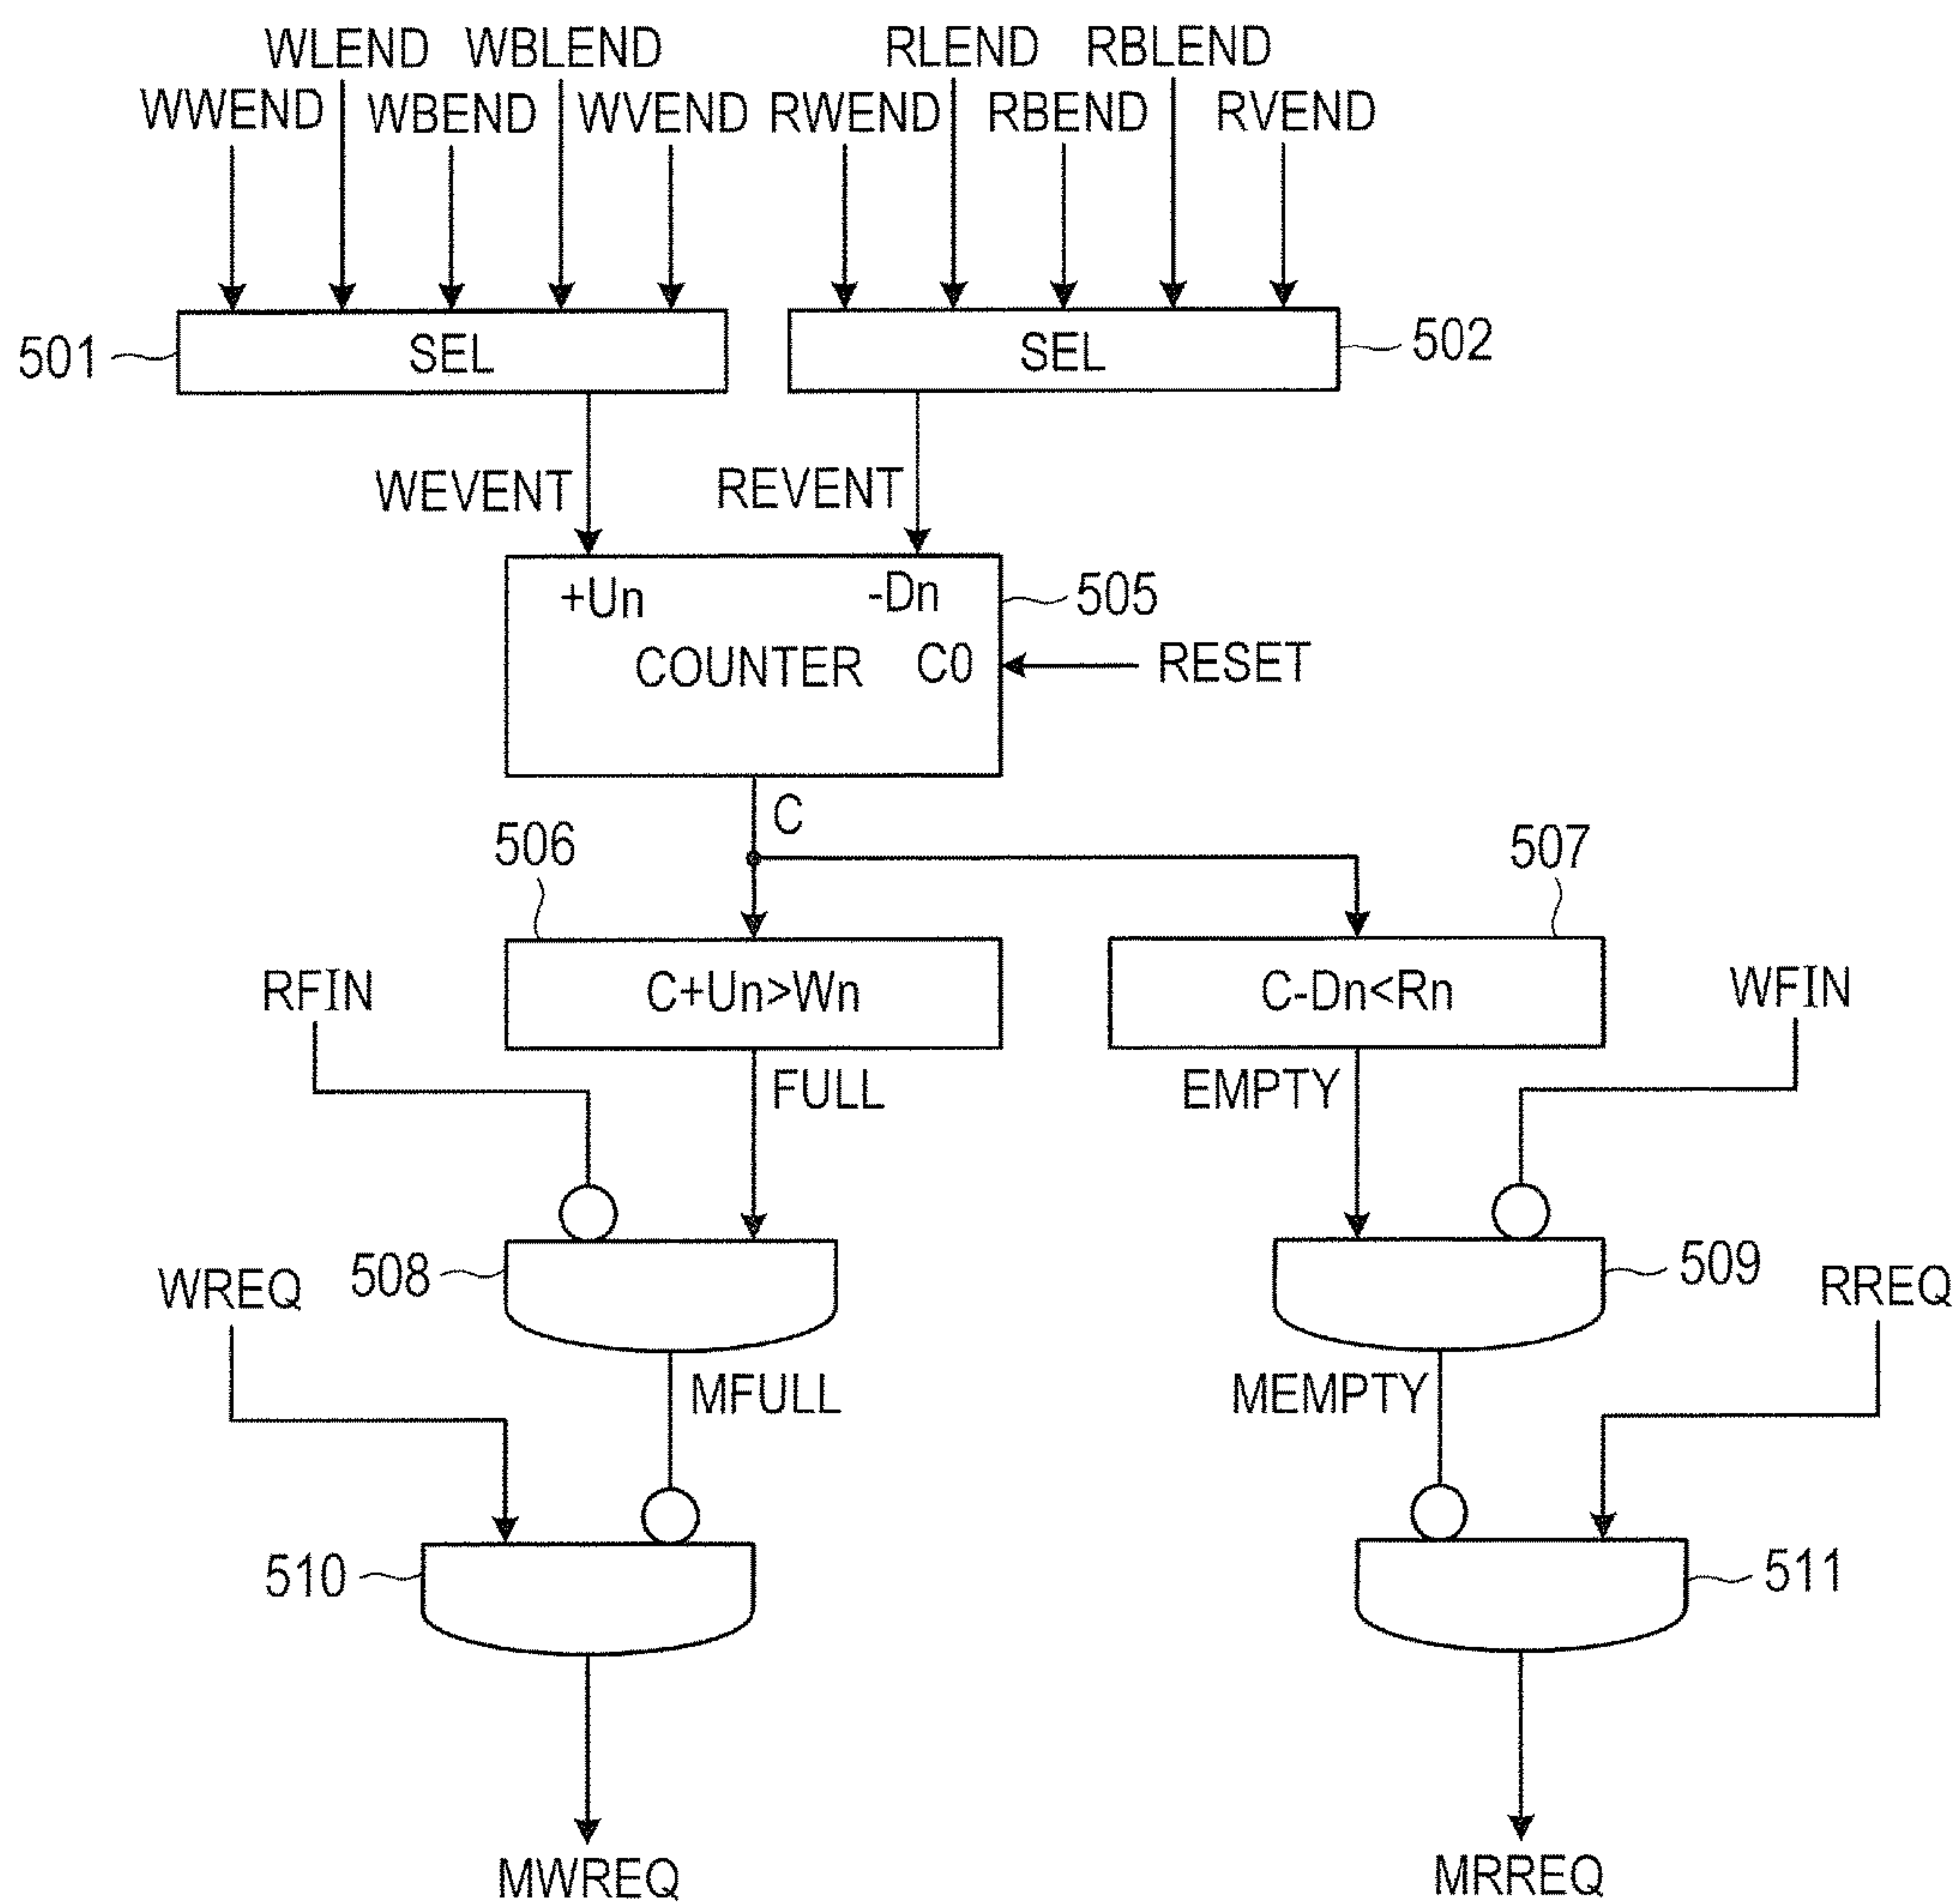 WLEND WBLEND RLEND RBLEND
WWEND WBEND WVEND RWEND RBEND RVEND
501 SEL SEL 502
WEVENT REVENT
+Un -Dn 505
COUNTER C0 RESET
C
506 507
RFIN C+Un>Wn C-Dn<Rn WFIN
FULL EMPTY
WREQ 508 509 RREQ
MFULL MEMPTY
510 511
MWREQ MRREQ